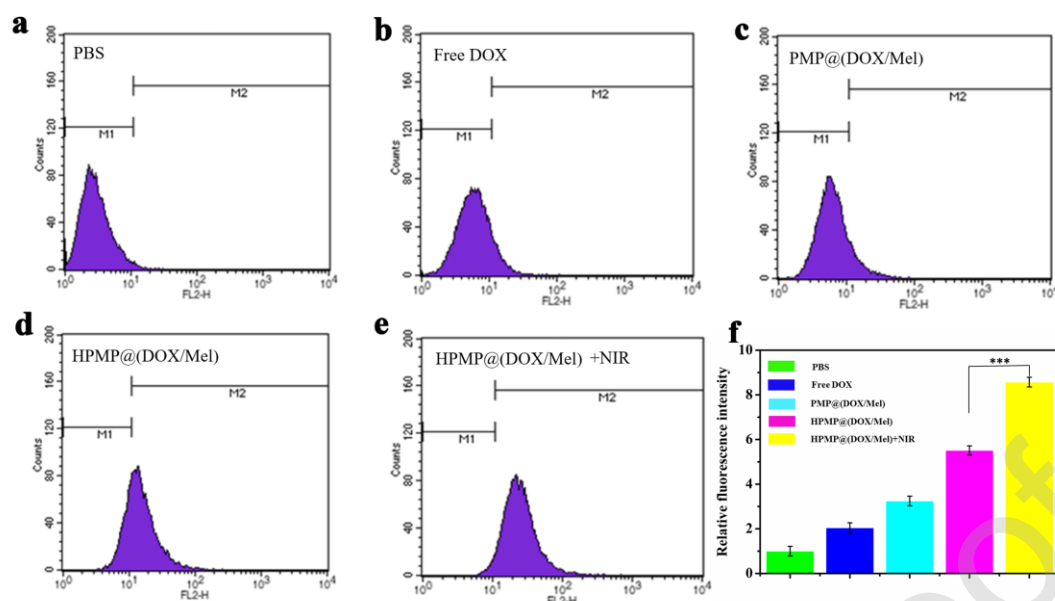 a
PBS
200
160
120
80
40
0
Counts
M1
M2
10^0 10^1 10^2 10^3 10^4
FL2-H
b
Free DOX
200
160
120
80
40
0
Counts
M1
M2
10^0 10^1 10^2 10^3 10^4
FL2-H
c
PMP@(DOX/Mel)
200
160
120
80
40
0
Counts
M1
M2
10^0 10^1 10^2 10^3 10^4
FL2-H
d
HPMP@(DOX/Mel)
200
160
120
80
40
0
Counts
M1
M2
10^0 10^1 10^2 10^3 10^4
FL2-H
e
HPMP@(DOX/Mel) +NIR
200
160
120
80
40
0
Counts
M1
M2
10^0 10^1 10^2 10^3 10^4
FL2-H
f
Relative fluorescence intensity
10
8
6
4
2
0
PBS
Free DOX
PMP@(DOX/Mel)
HPMP@(DOX/Mel)
HPMP@(DOX/Mel)+NIR
***